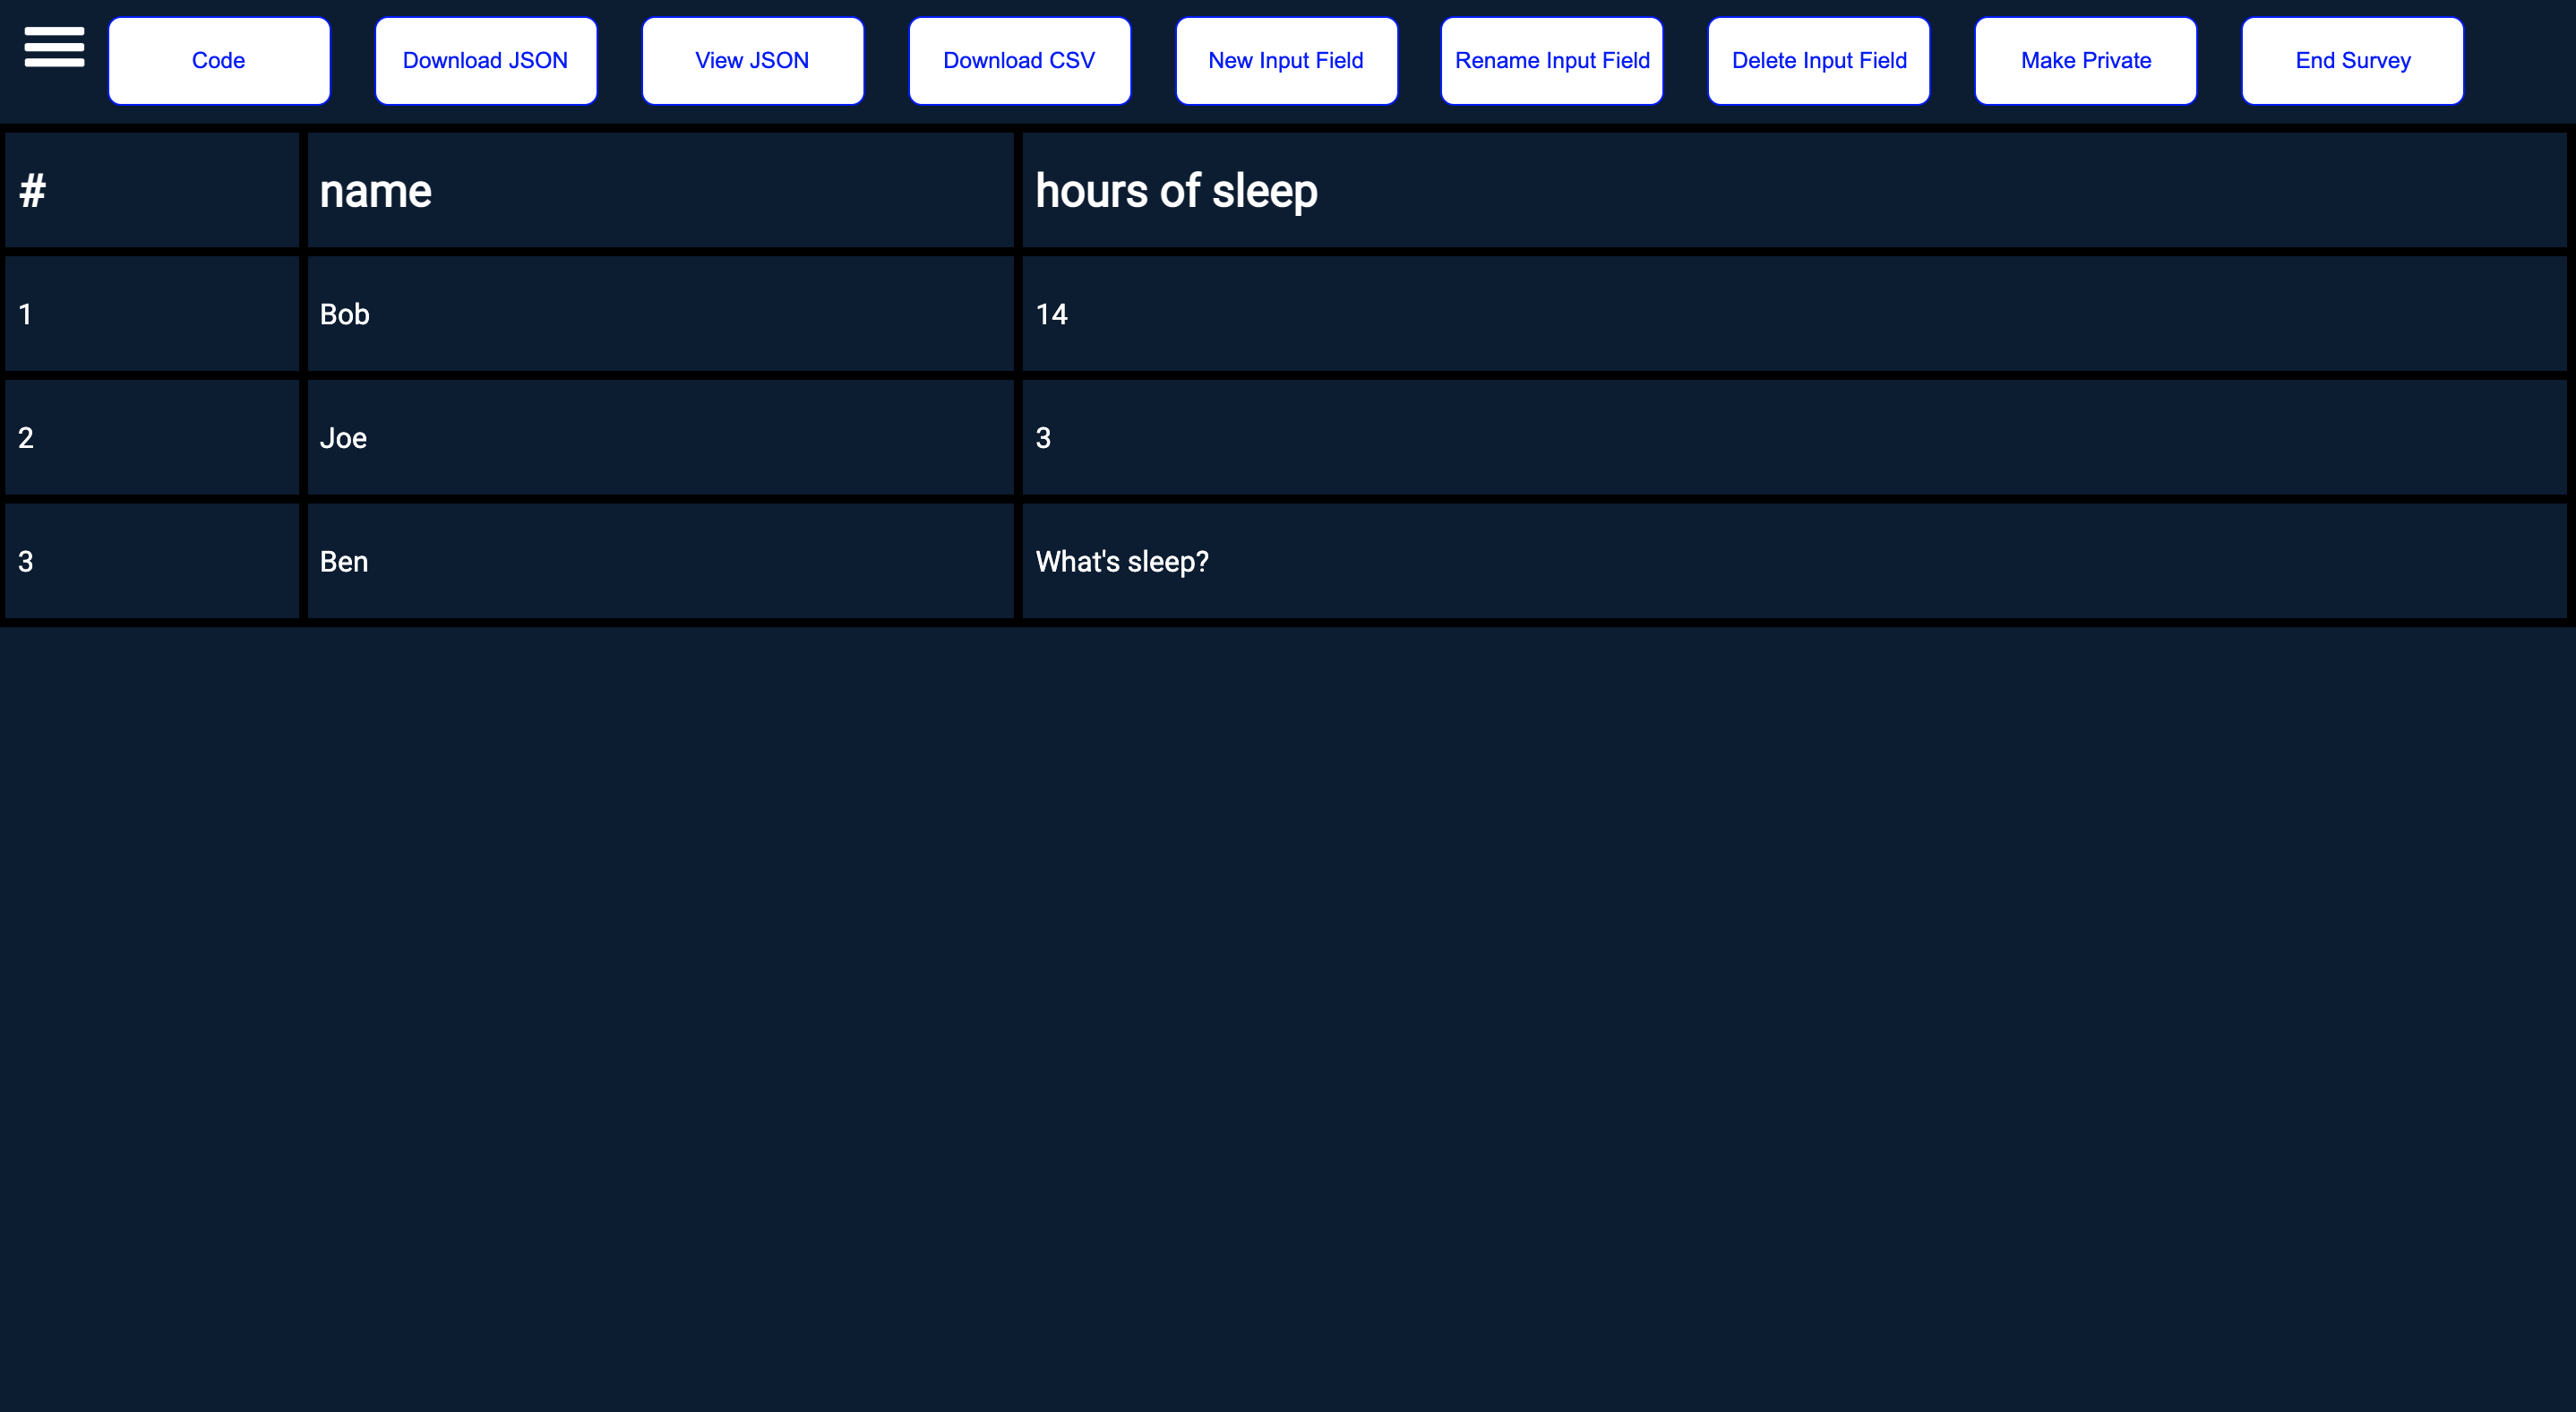 Code Download JSON View JSON Download CSV New Input Field Rename Input Field Delete Input Field Make Private End Survey
# name hours of sleep
1 Bob 14
2 Joe 3
3 Ben What's sleep?